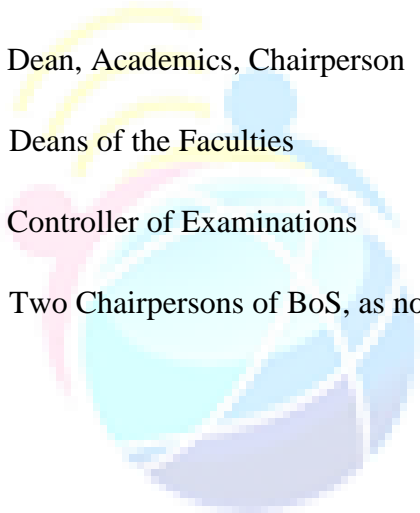 Dean, Academics, Chairperson
Deans of the Faculties
Controller of Examinations
Two Chairpersons of BoS, as no